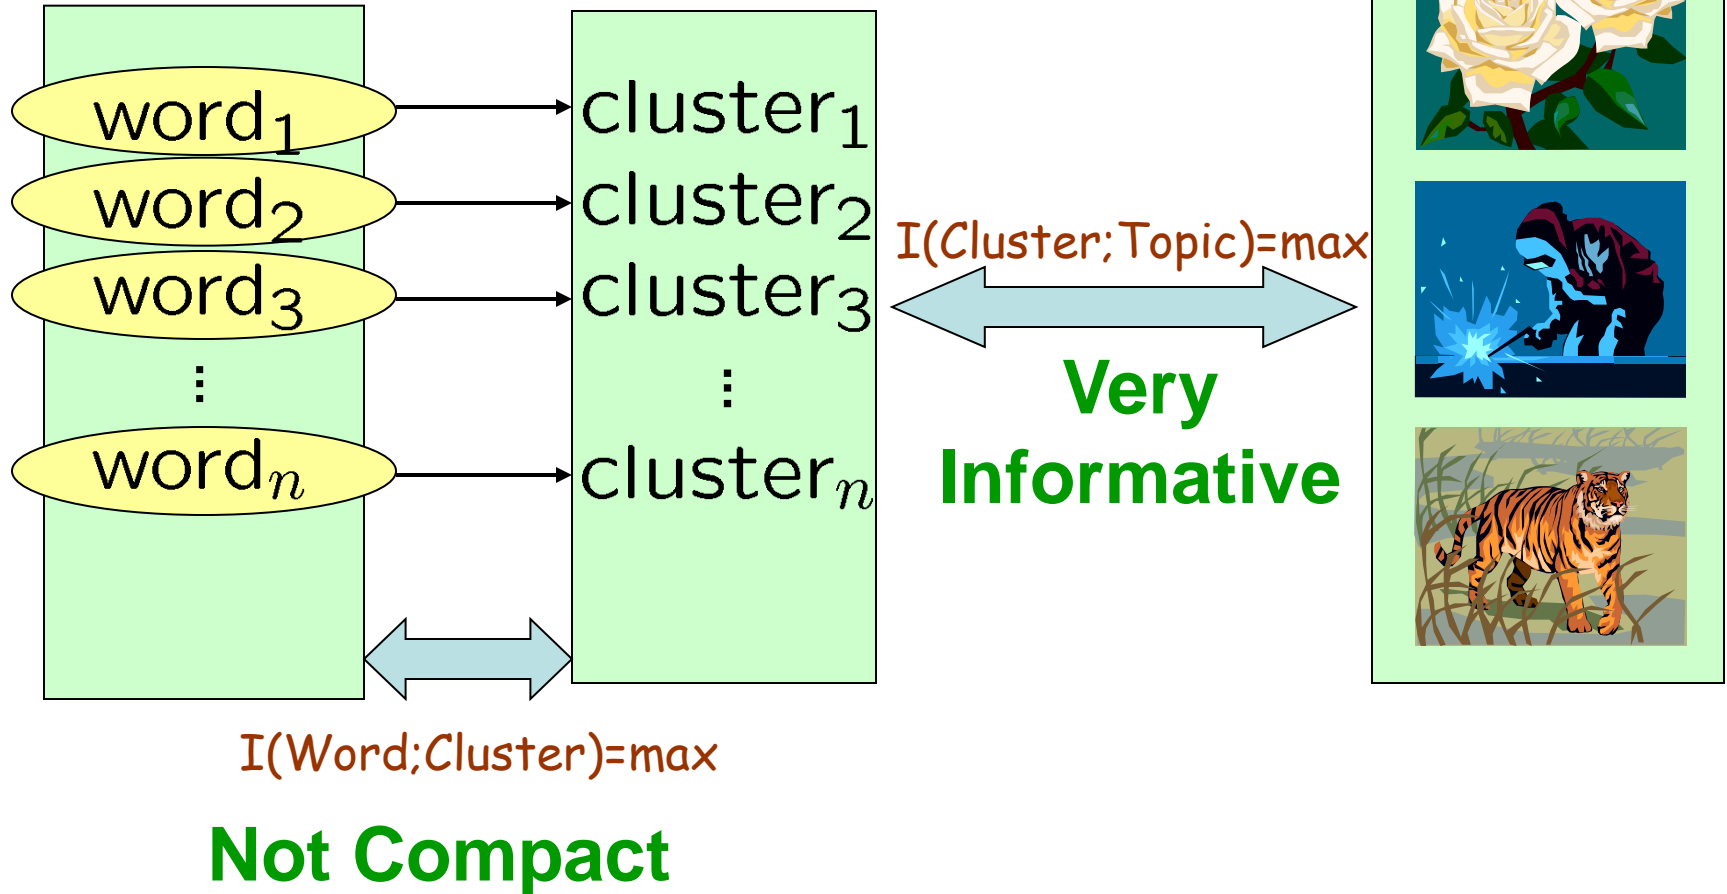 word₁
word₂
word₃
⋮
wordₙ
cluster₁
cluster₂
cluster₃
⋮
clusterₙ
I(Cluster;Topic)=max
Very
Informative
I(Word;Cluster)=max
Not Compact